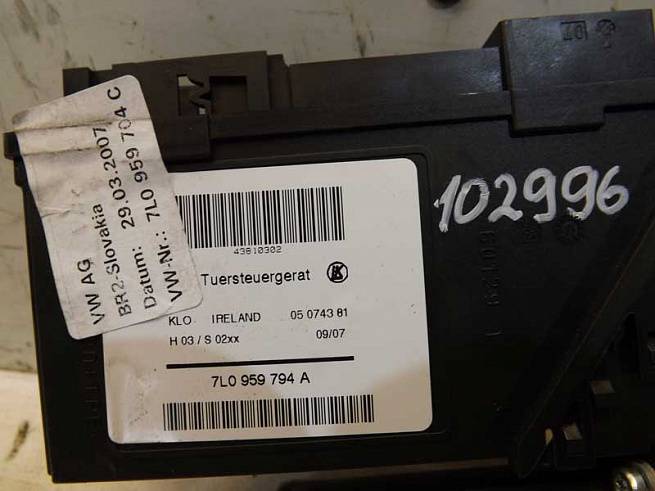 VW AG
BR2-Slovakia
Datum: 29.03.2007
VW-Nr.: 7L0 959 704 C
43810302
Tuersteuergerat
KLO IRELAND 05 0743 81
H 03 / S 02xx 09/07
7L0 959 794 A
102996